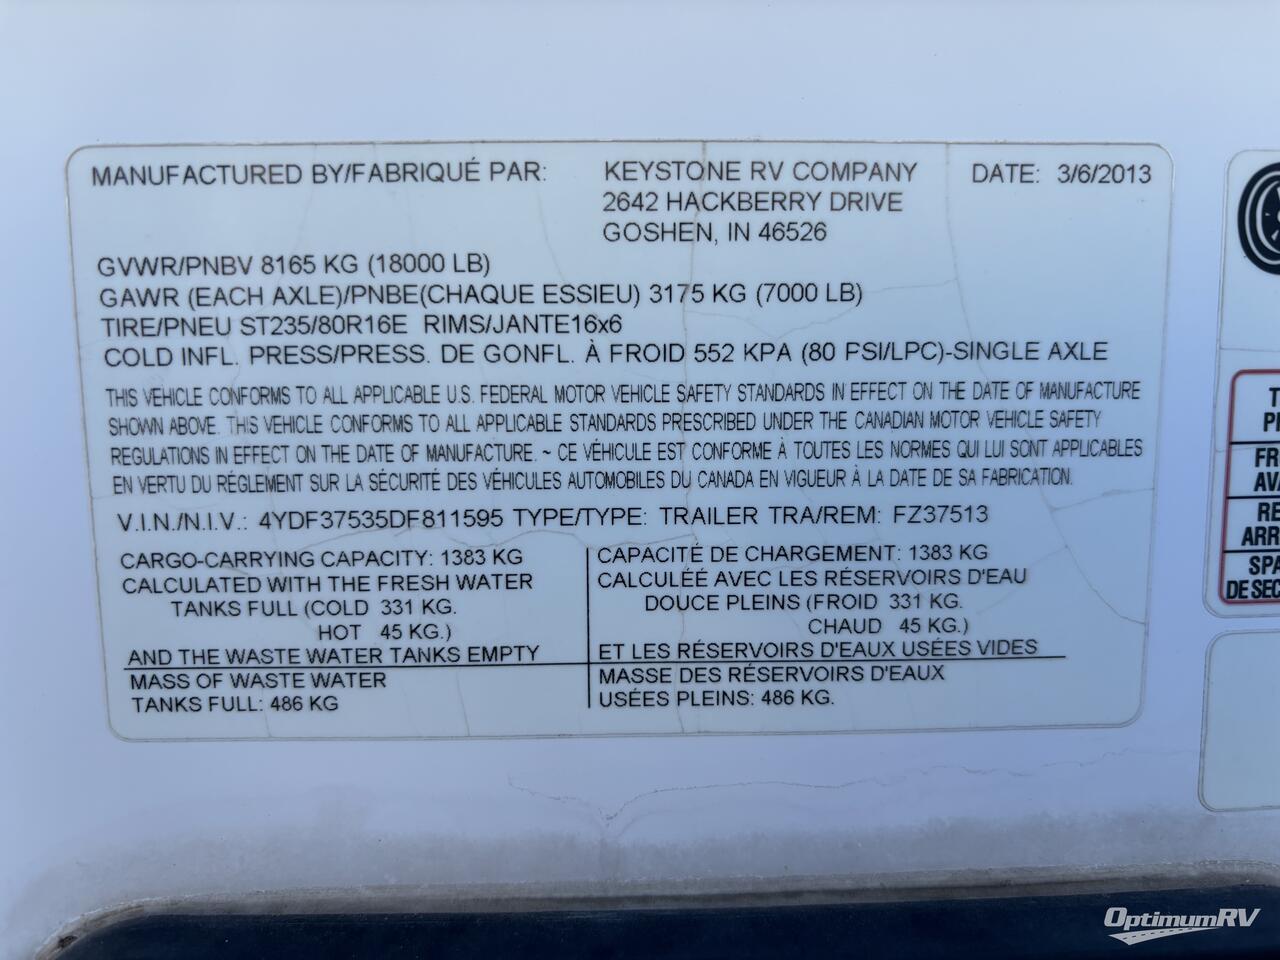 MANUFACTURED BY/FABRIQUÉ PAR: KEYSTONE RV COMPANY DATE: 3/6/2013
2642 HACKBERRY DRIVE
GOSHEN, IN 46526
GVWR/PNBV 8165 KG (18000 LB)
GAWR (EACH AXLE)/PNBE(CHAQUE ESSIEU) 3175 KG (7000 LB)
TIRE/PNEU ST235/80R16E RIMS/JANTE16x6
COLD INFL. PRESS/PRESS. DE GONFL. À FROID 552 KPA (80 FSI/LPC)-SINGLE AXLE
THIS VEHICLE CONFORMS TO ALL APPLICABLE U.S. FEDERAL MOTOR VEHICLE SAFETY STANDARDS IN EFFECT ON THE DATE OF MANUFACTURE
SHOWN ABOVE. THIS VEHICLE CONFORMS TO ALL APPLICABLE STANDARDS PRESCRIBED UNDER THE CANADIAN MOTOR VEHICLE SAFETY
REGULATIONS IN EFFECT ON THE DATE OF MANUFACTURE. ~ CE VÉHICULE EST CONFORME À TOUTES LES NORMES QUI LUI SONT APPLICABLES
EN VERTU DU RÉGLEMENT SUR LA SÉCURITÉ DES VÉHICULES AUTOMOBILES DU CANADA EN VIGUEUR À LA DATE DE SA FABRICATION.
V.I.N./N.I.V.: 4YDF37535DF811595 TYPE/TYPE: TRAILER TRA/REM: FZ37513
CARGO-CARRYING CAPACITY: 1383 KG
CALCULATED WITH THE FRESH WATER
TANKS FULL (COLD 331 KG.
HOT 45 KG.)
AND THE WASTE WATER TANKS EMPTY
MASS OF WASTE WATER
TANKS FULL: 486 KG
CAPACITÉ DE CHARGEMENT: 1383 KG
CALCULÉÉ AVEC LES RÉSERVOIRS D'EAU
DOUCE PLEINS (FROID 331 KG.
CHAUD 45 KG.)
ET LES RÉSERVOIRS D'EAUX USÉES VIDES
MASSE DES RÉSERVOIRS D'EAUX
USÉES PLEINS: 486 KG.
OptimumRV